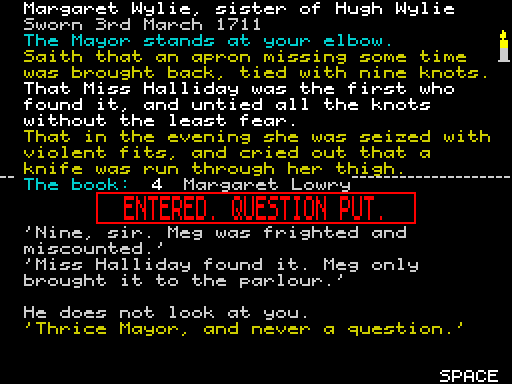 Margaret Wylie, sister of Hugh Wylie
Sworn 3rd March 1711
The Mayor stands at your elbow.
Saith that an apron missing some time
was brought back, tied with nine knots.
That Miss Halliday was the first who
found it, and untied all the knots
without the least fear.
That in the evening she was seized with
violent fits, and cried out that a
knife was run through her thigh.
The book: 4 Margaret Lowry
ENTERED. QUESTION PUT.
'Nine, sir. Meg was frighted and
miscounted.'
'Miss Halliday found it. Meg only
brought it to the parlour.'
He does not look at you.
'Thrice Mayor, and never a question.'
SPACE